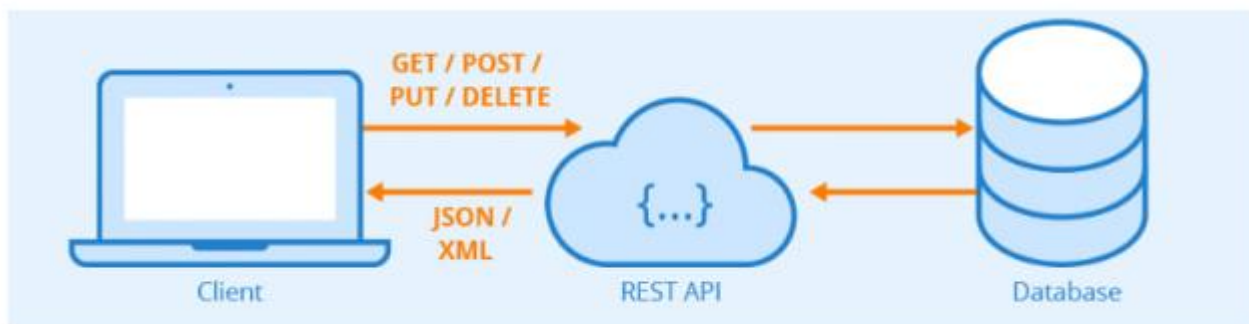 GET / POST /
PUT / DELETE
{...}
JSON /
XML
Client
REST API
Database